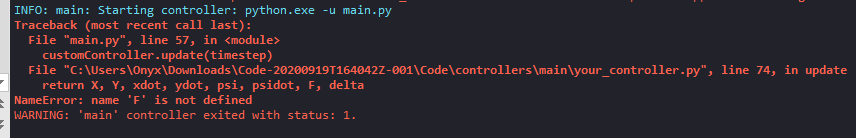 INFO: main: Starting controller: python.exe -u main.py
Traceback (most recent call last):
  File "main.py", line 57, in <module>
    customController.update(timestep)
  File "C:\Users\Onyx\Downloads\Code-20200919T164042Z-001\Code\controllers\main\your_controller.py", line 74, in update
    return X, Y, xdot, ydot, psi, psidot, F, delta
NameError: name 'F' is not defined
WARNING: 'main' controller exited with status: 1.